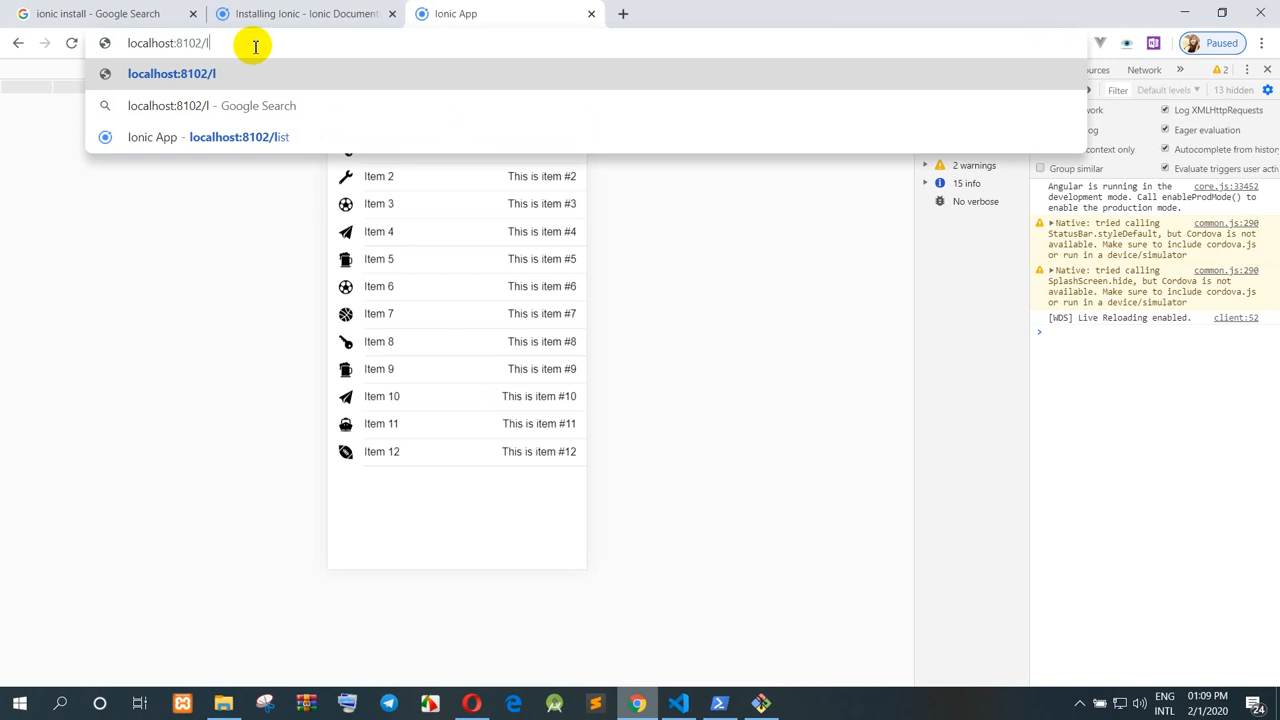 ionic install - Google Search
Installing Ionic - Ionic Document
Ionic App
localhost:8102/l
Paused
localhost:8102/l
localhost:8102/l - Google Search
Ionic App - localhost:8102/list
Network
2
Filter
Default levels
13 hidden
Log XMLHttpRequests
Eager evaluation
Autocomplete from history
Group similar
Evaluate triggers user activ
2 warnings
15 info
No verbose
Angular is running in the core.js:33452
development mode. Call enableProdMode() to
enable the production mode.
Native: tried calling common.js:290
StatusBar.styleDefault, but Cordova is not
available. Make sure to include cordova.js
or run in a device/simulator
Native: tried calling common.js:290
SplashScreen.hide, but Cordova is not
available. Make sure to include cordova.js
or run in a device/simulator
[WDS] Live Reloading enabled. client:52
Item 2 This is item #2
Item 3 This is item #3
Item 4 This is item #4
Item 5 This is item #5
Item 6 This is item #6
Item 7 This is item #7
Item 8 This is item #8
Item 9 This is item #9
Item 10 This is item #10
Item 11 This is item #11
Item 12 This is item #12
ENG
INTL
01:09 PM
2/1/2020
24